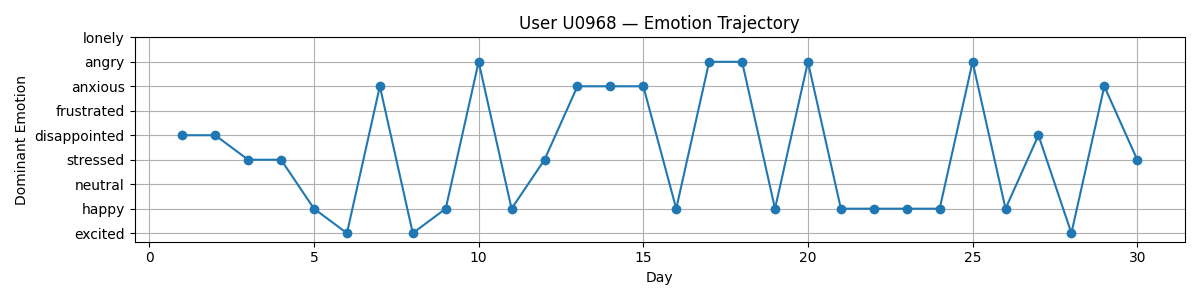 User U0968 — Emotion Trajectory
Dominant Emotion
lonely
angry
anxious
frustrated
disappointed
stressed
neutral
happy
excited
0 5 10 15 20 25 30
Day